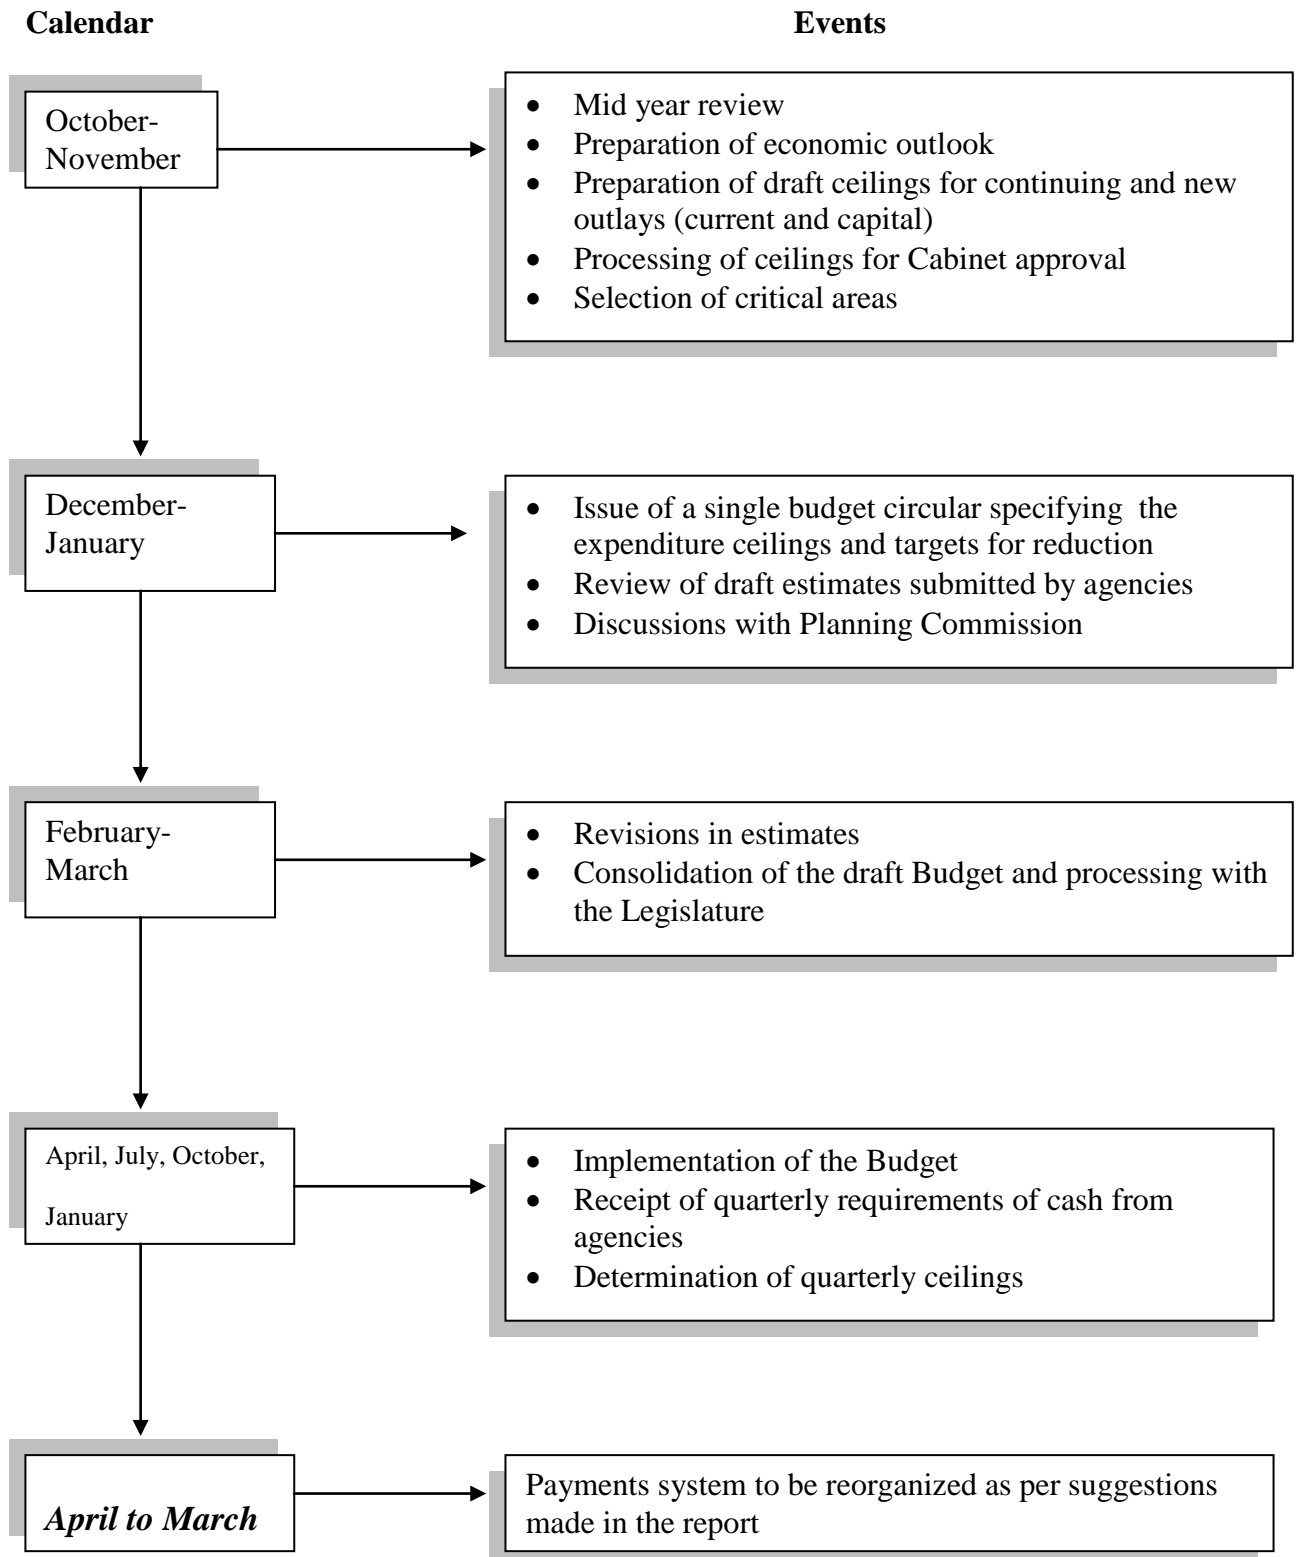 Calendar
Events
October-
November
• Mid year review
• Preparation of economic outlook
• Preparation of draft ceilings for continuing and new
outlays (current and capital)
• Processing of ceilings for Cabinet approval
• Selection of critical areas
December-
January
• Issue of a single budget circular specifying the
expenditure ceilings and targets for reduction
• Review of draft estimates submitted by agencies
• Discussions with Planning Commission
February-
March
• Revisions in estimates
• Consolidation of the draft Budget and processing with
the Legislature
April, July, October,
January
• Implementation of the Budget
• Receipt of quarterly requirements of cash from
agencies
• Determination of quarterly ceilings
April to March
Payments system to be reorganized as per suggestions
made in the report